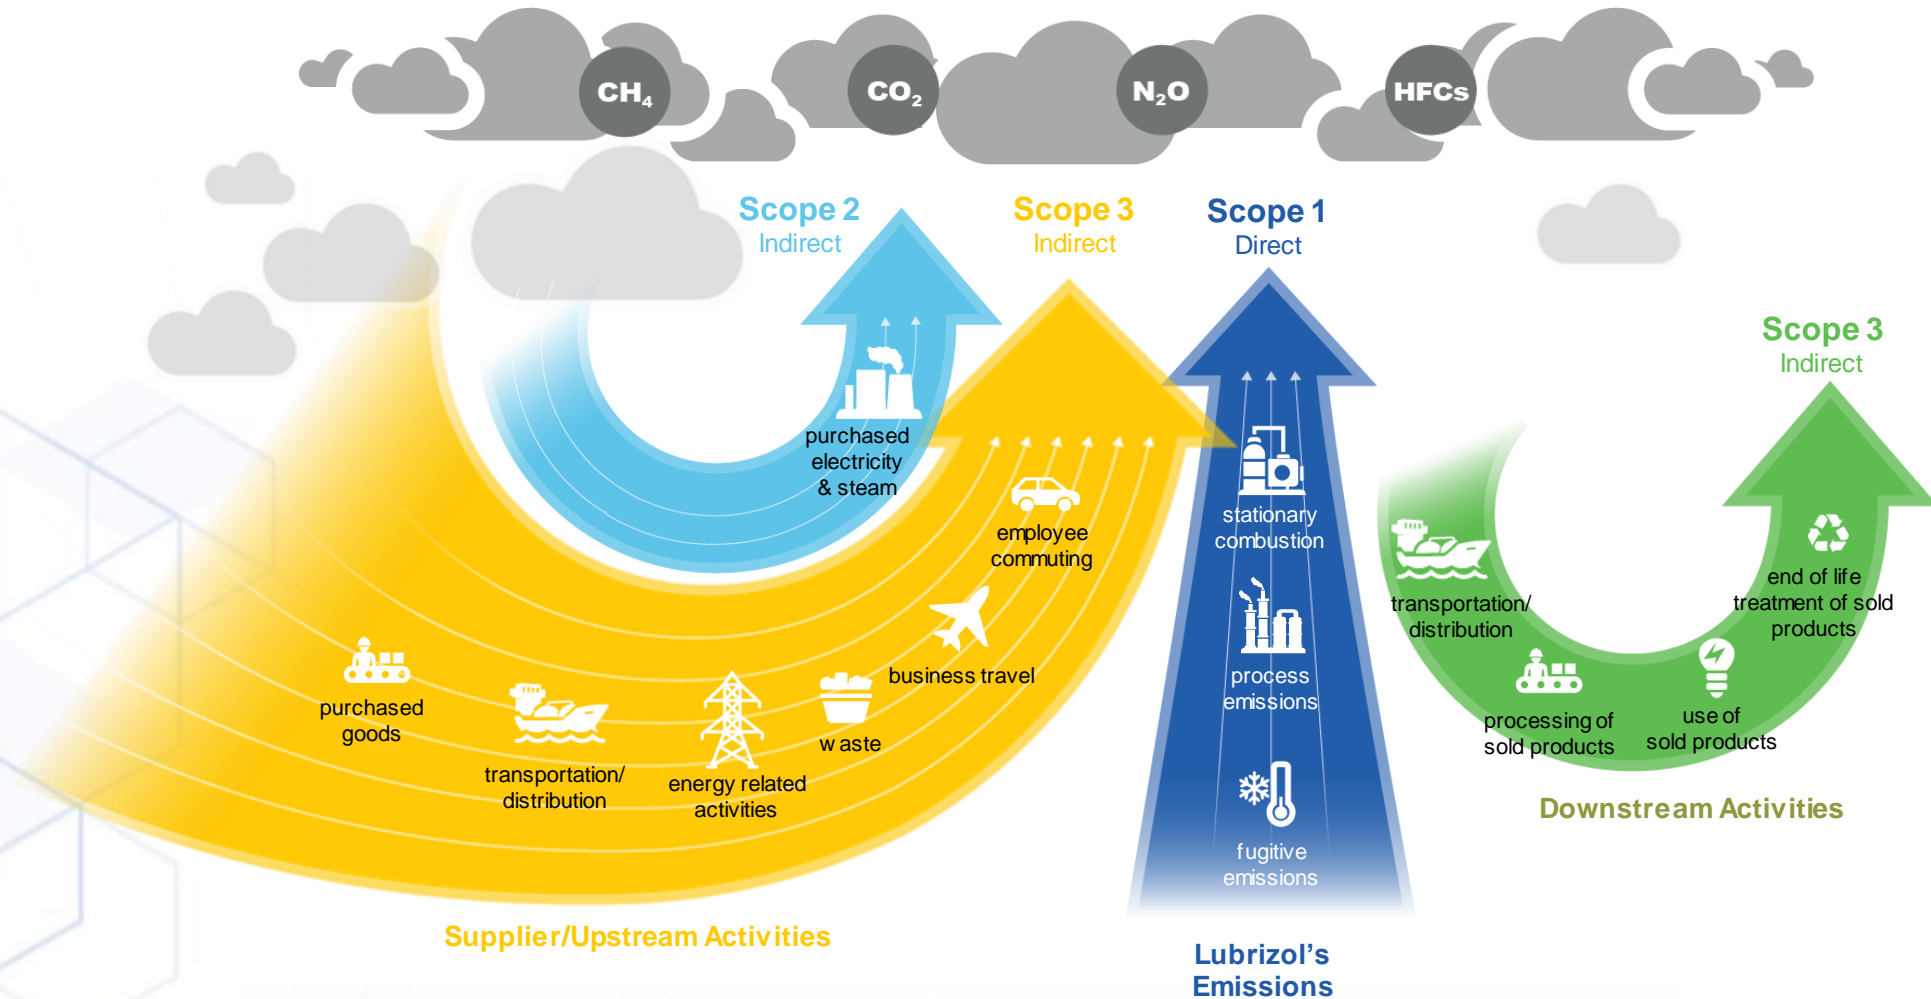 CH₄
CO₂
N₂O
HFCs
Scope 2
Indirect
Scope 3
Indirect
Scope 1
Direct
Scope 3
Indirect
purchased
electricity
& steam
employee
commuting
business travel
waste
energy related
activities
transportation/
distribution
purchased
goods
Supplier/Upstream Activities
stationary
combustion
process
emissions
fugitive
emissions
Lubrizol’s
Emissions
transportation/
distribution
processing of
sold products
use of
sold products
end of life
treatment of sold
products
Downstream Activities